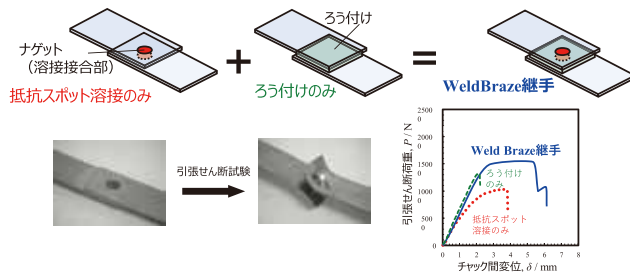 ナゲット
（溶接接合部）
抵抗スポット溶接のみ
+
ろう付け
ろう付けのみ
=
WeldBraze継手
引張せん断試験
引張せん断荷重, P / N
2500
2000
1500
1000
500
0
Weld Braze継手
ろう付け
のみ
抵抗スポット
溶接のみ
0 1 2 3 4 5 6 7 8
チャック間変位, δ / mm